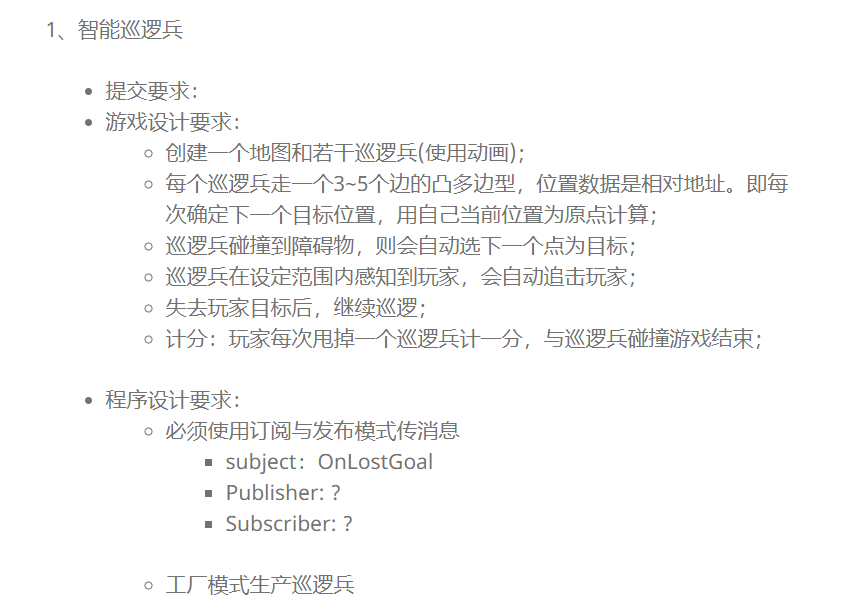 1、智能巡逻兵
提交要求：
游戏设计要求：
创建一个地图和若干巡逻兵(使用动画)；
每个巡逻兵走一个3~5个边的凸多边型，位置数据是相对地址。即每
次确定下一个目标位置，用自己当前位置为原点计算；
巡逻兵碰撞到障碍物，则会自动选下一个点为目标；
巡逻兵在设定范围内感知到玩家，会自动追击玩家；
失去玩家目标后，继续巡逻；
计分：玩家每次甩掉一个巡逻兵计一分，与巡逻兵碰撞游戏结束；
程序设计要求：
必须使用订阅与发布模式传消息
subject：OnLostGoal
Publisher: ?
Subscriber: ?
工厂模式生产巡逻兵